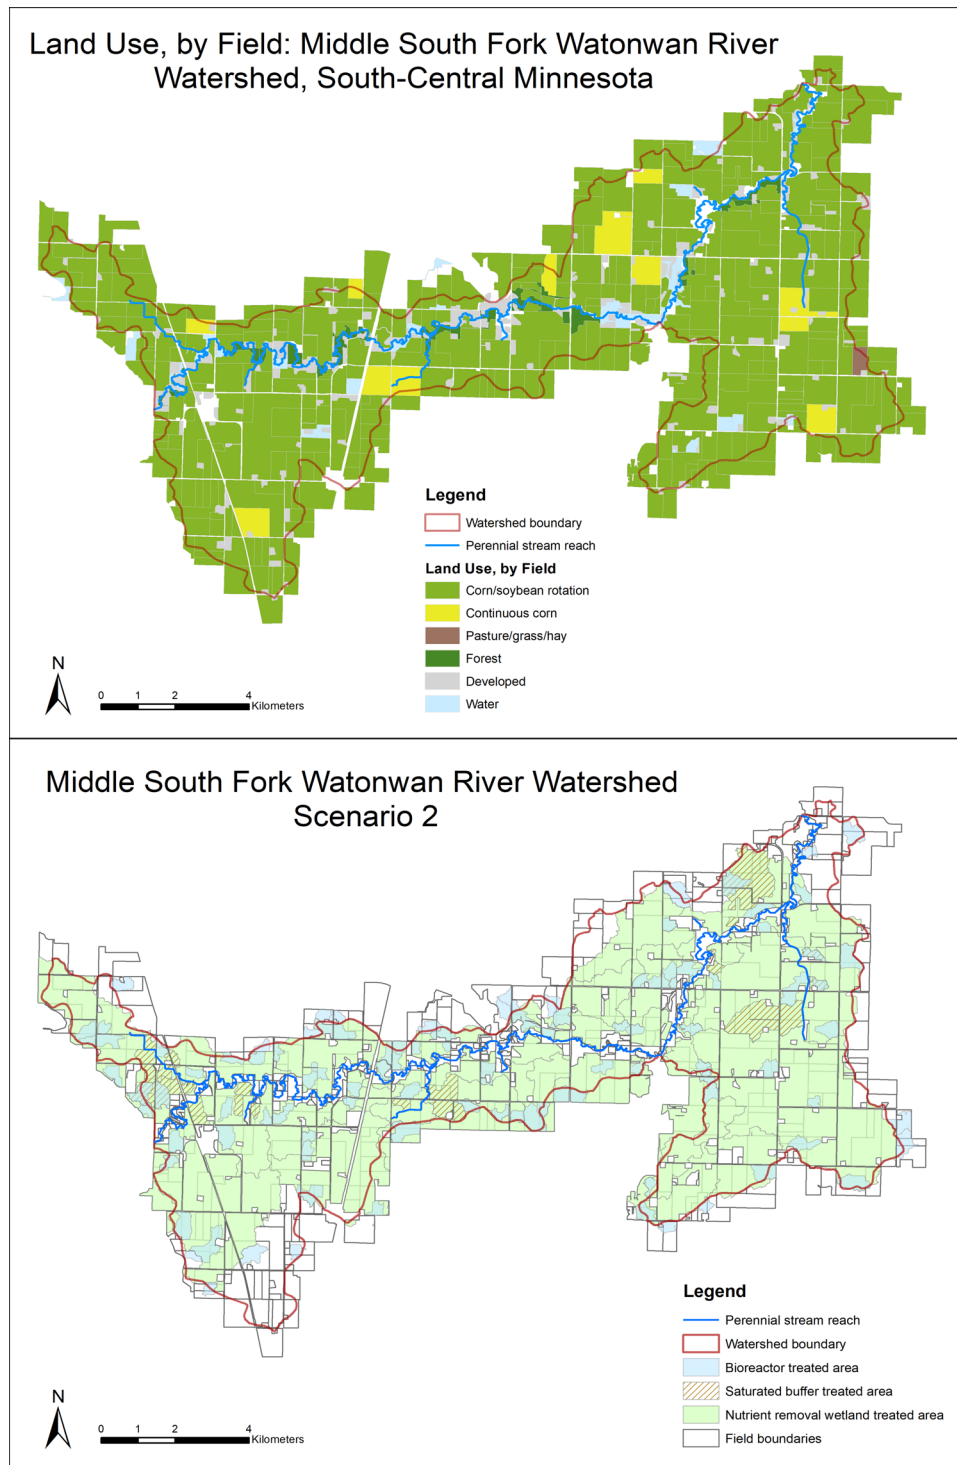 Land Use, by Field: Middle South Fork Watonwan River
Watershed, South-Central Minnesota
Legend
Watershed boundary
Perennial stream reach
Land Use, by Field
Corn/soybean rotation
Continuous corn
Pasture/grass/hay
Forest
Developed
Water
N
0 1 2 4
Kilometers
Middle South Fork Watonwan River Watershed
Scenario 2
Legend
Perennial stream reach
Watershed boundary
Bioreactor treated area
Saturated buffer treated area
Nutrient removal wetland treated area
Field boundaries
N
0 1 2 4
Kilometers